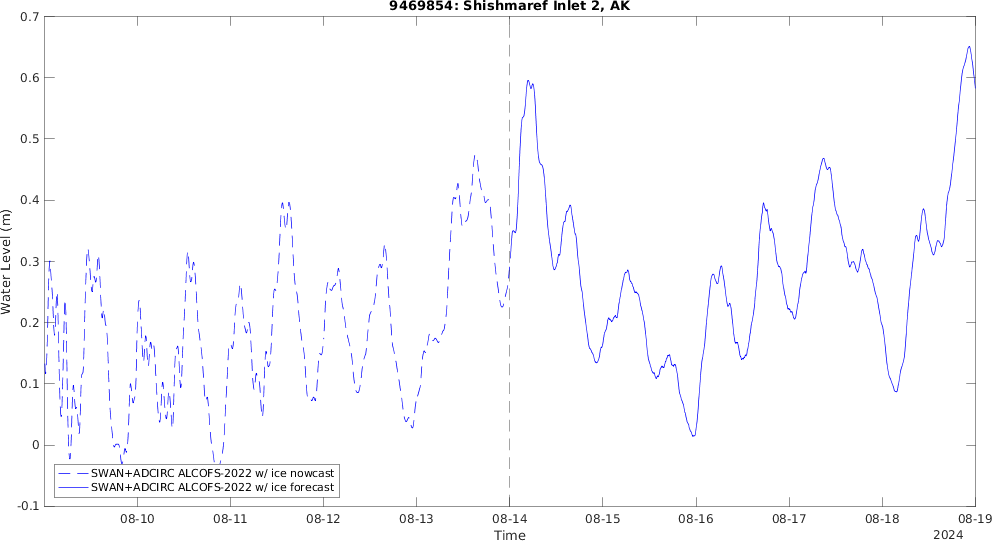 9469854: Shishmaref Inlet 2, AK
0.7
0.6
0.5
0.4
0.3
0.2
0.1
0
-0.1
Water Level (m)
SWAN+ADCIRC ALCOFS-2022 w/ ice nowcast
SWAN+ADCIRC ALCOFS-2022 w/ ice forecast
08-10 08-11 08-12 08-13 08-14 08-15 08-16 08-17 08-18 08-19
Time
2024